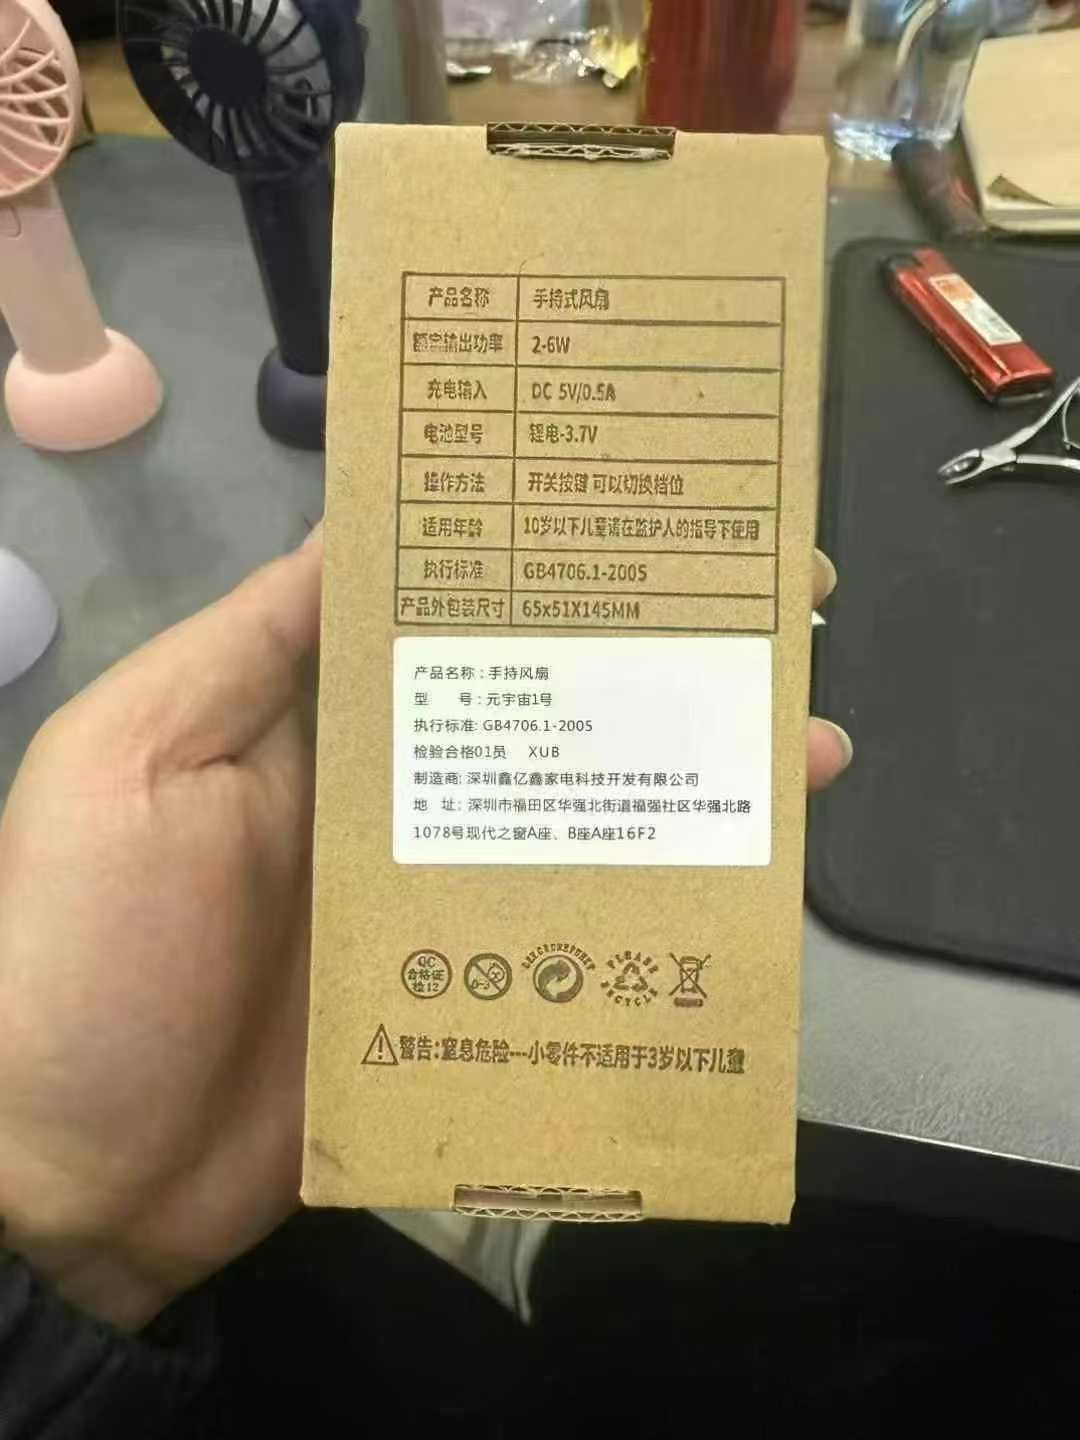 产品名称 手持式风扇
额定输出功率 2-6W
充电输入 DC 5V/0.5A
电池型号 锂电-3.7V
操作方法 开关按键 可以切换档位
适用年龄 10岁以下儿童请在监护人的指导下使用
执行标准 GB4706.1-2005
产品外包装尺寸 65x51X145MM
产品名称：手持风扇
型 号：元宇宙1号
执行标准: GB4706.1-2005
检验合格01员 XUB
制造商: 深圳鑫亿鑫家电科技开发有限公司
地 址: 深圳市福田区华强北街道福强社区华强北路
1078号现代之窗A座、B座A座16F2
QC
合格证
检12
0-3
PLEASE
RECYCLE
警告:窒息危险---小零件不适用于3岁以下儿童